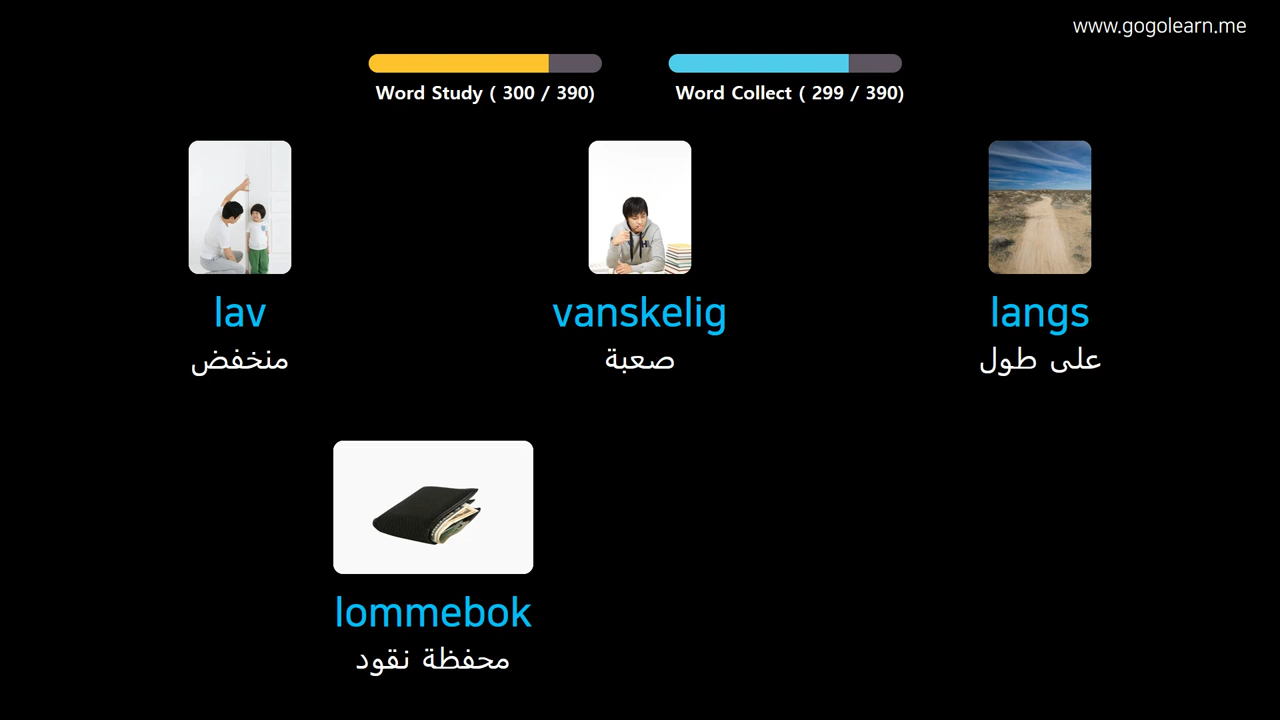 www.gogolearn.me
Word Study ( 300 / 390)
Word Collect ( 299 / 390)
lav
منخفض
vanskelig
صعبة
langs
على طول
lommebok
محفظة نقود